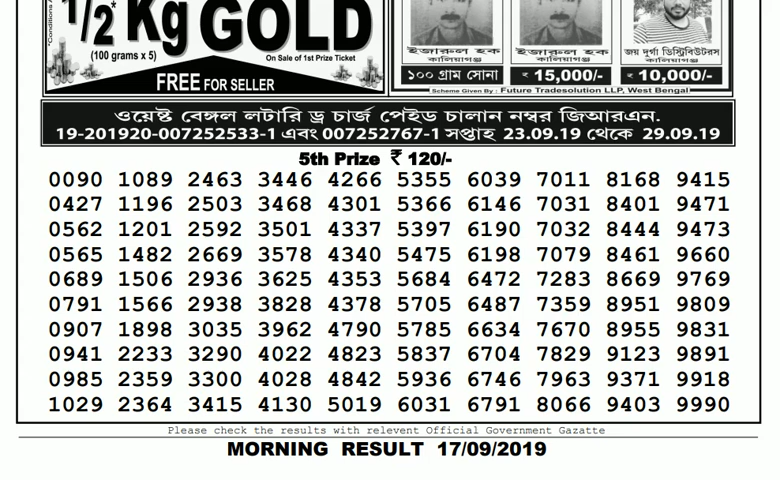 1/2* Kg GOLD
(100 grams x 5)
On Sale of 1st Prize Ticket
FREE FOR SELLER
ইজারুল হক
কালিয়াগঞ্জ
১০০ গ্রাম সোনা
ইজারুল হক
কালিয়াগঞ্জ
₹ 15,000/-
জয় দুর্গা ডিস্ট্রিবিউটরস
কালিয়াগঞ্জ
₹ 10,000/-
Scheme Given By : Future Tradesolution LLP, West Bengal
ওয়েষ্ট বেঙ্গল লটারি ড্র চার্জ পেইড চালান নম্বর জিআরএন.
19-201920-007252533-1 এবং 007252767-1 সপ্তাহ 23.09.19 থেকে 29.09.19
5th Prize ₹ 120/-
0090 1089 2463 3446 4266 5355 6039 7011 8168 9415
0427 1196 2503 3468 4301 5366 6146 7031 8401 9471
0562 1201 2592 3501 4337 5397 6190 7032 8444 9473
0565 1482 2669 3578 4340 5475 6198 7079 8461 9660
0689 1506 2936 3625 4353 5684 6472 7283 8669 9769
0791 1566 2938 3828 4378 5705 6487 7359 8951 9809
0907 1898 3035 3962 4790 5785 6634 7670 8955 9831
0941 2233 3290 4022 4823 5837 6704 7829 9123 9891
0985 2359 3300 4028 4842 5936 6746 7963 9371 9918
1029 2364 3415 4130 5019 6031 6791 8066 9403 9990
Please check the results with relevent Official Government Gazatte
MORNING RESULT 17/09/2019